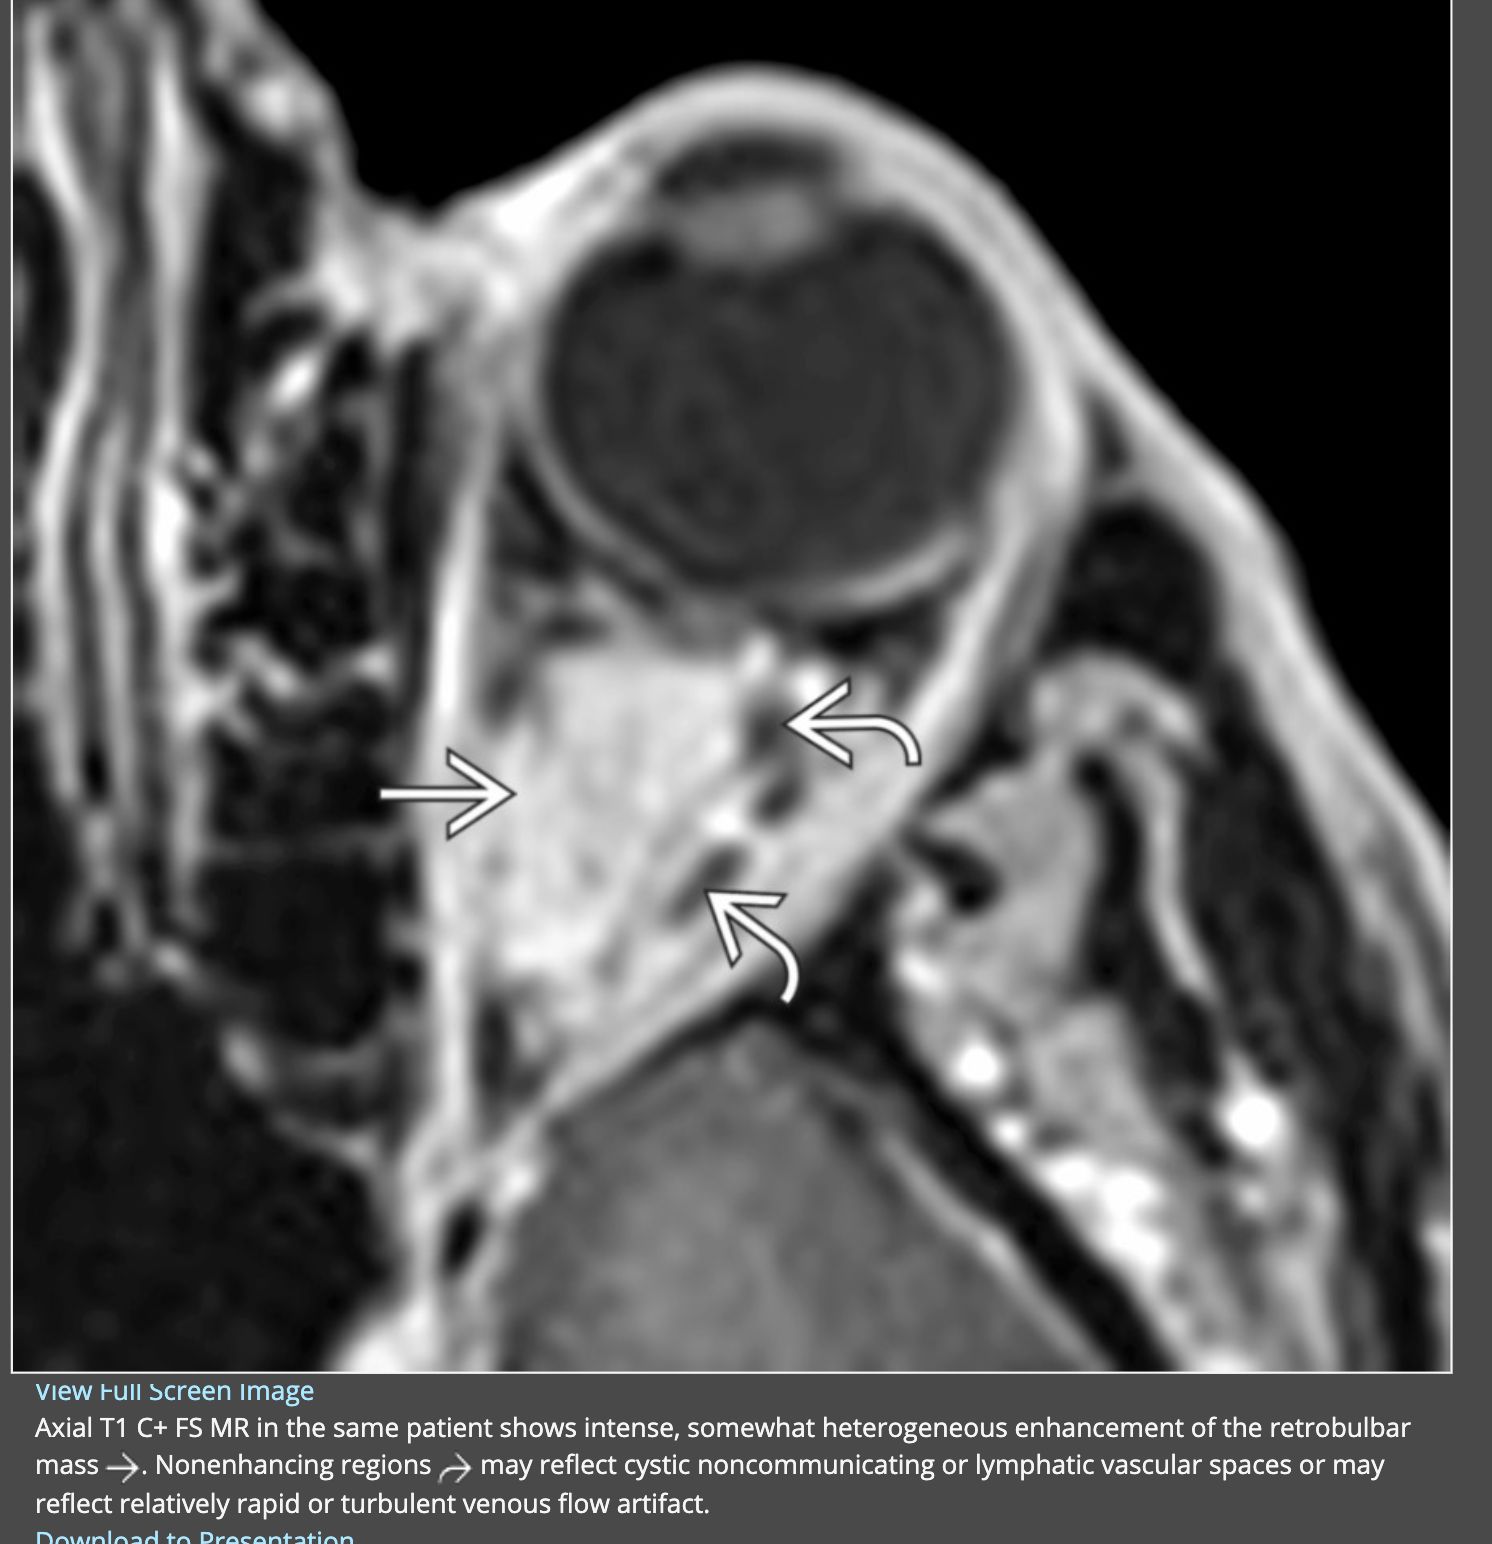 View Full Screen Image
Axial T1 C+ FS MR in the same patient shows intense, somewhat heterogeneous enhancement of the retrobulbar
mass →. Nonenhancing regions ↷ may reflect cystic noncommunicating or lymphatic vascular spaces or may
reflect relatively rapid or turbulent venous flow artifact.
Download to Presentation